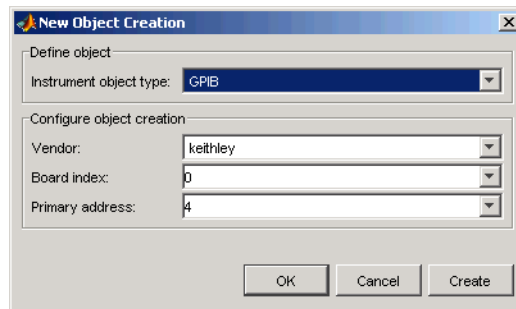 New Object Creation
Define object
Instrument object type: GPIB
Configure object creation
Vendor: keithley
Board index: 0
Primary address: 4
OK Cancel Create